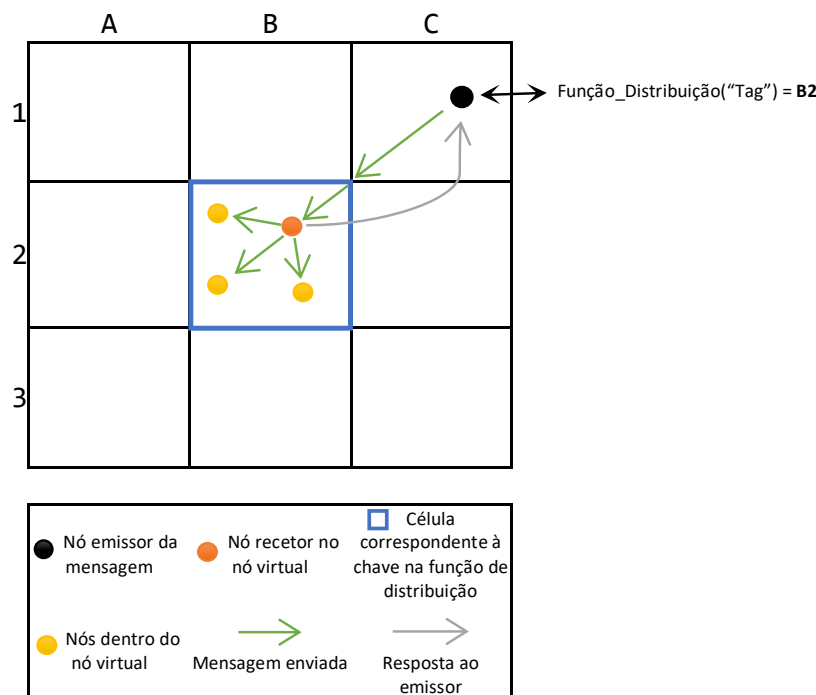 A B C
1
Função_Distribuição(“Tag”) = B2
2
3
Nó emissor da
mensagem
Nó recetor no
nó virtual
Célula
correspondente à
chave na função de
distribuição
Nós dentro do
nó virtual
Mensagem enviada
Resposta ao
emissor